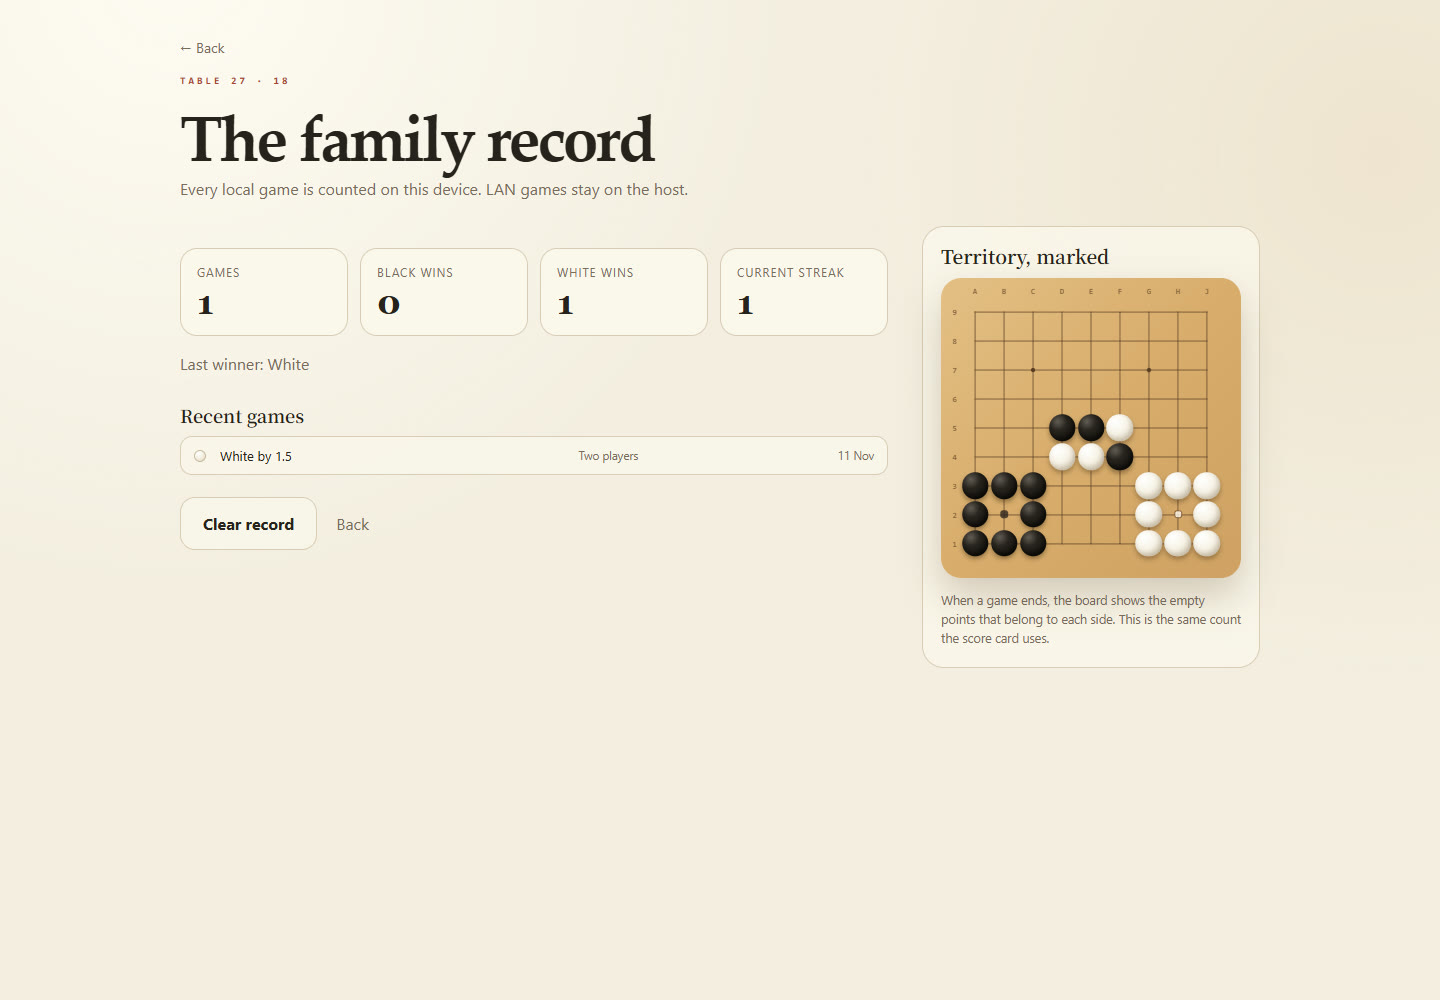 ← Back
TABLE 27 · 18
The family record
Every local game is counted on this device. LAN games stay on the host.
GAMES
1
BLACK WINS
0
WHITE WINS
1
CURRENT STREAK
1
Last winner: White
Recent games
White by 1.5 Two players 11 Nov
Clear record Back
Territory, marked
A B C D E F G H J
9
8
7
6
5
4
3
2
1
When a game ends, the board shows the empty
points that belong to each side. This is the same count
the score card uses.